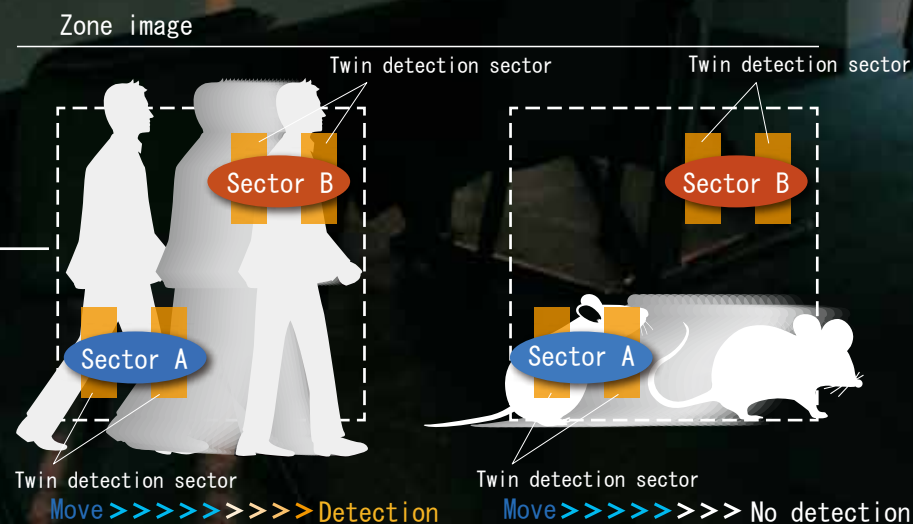 Zone image
Twin detection sector
Twin detection sector
Sector B
Sector B
Sector A
Sector A
Twin detection sector
Twin detection sector
Move>>>>>>>>>Detection
Move>>>>>>>> No detection